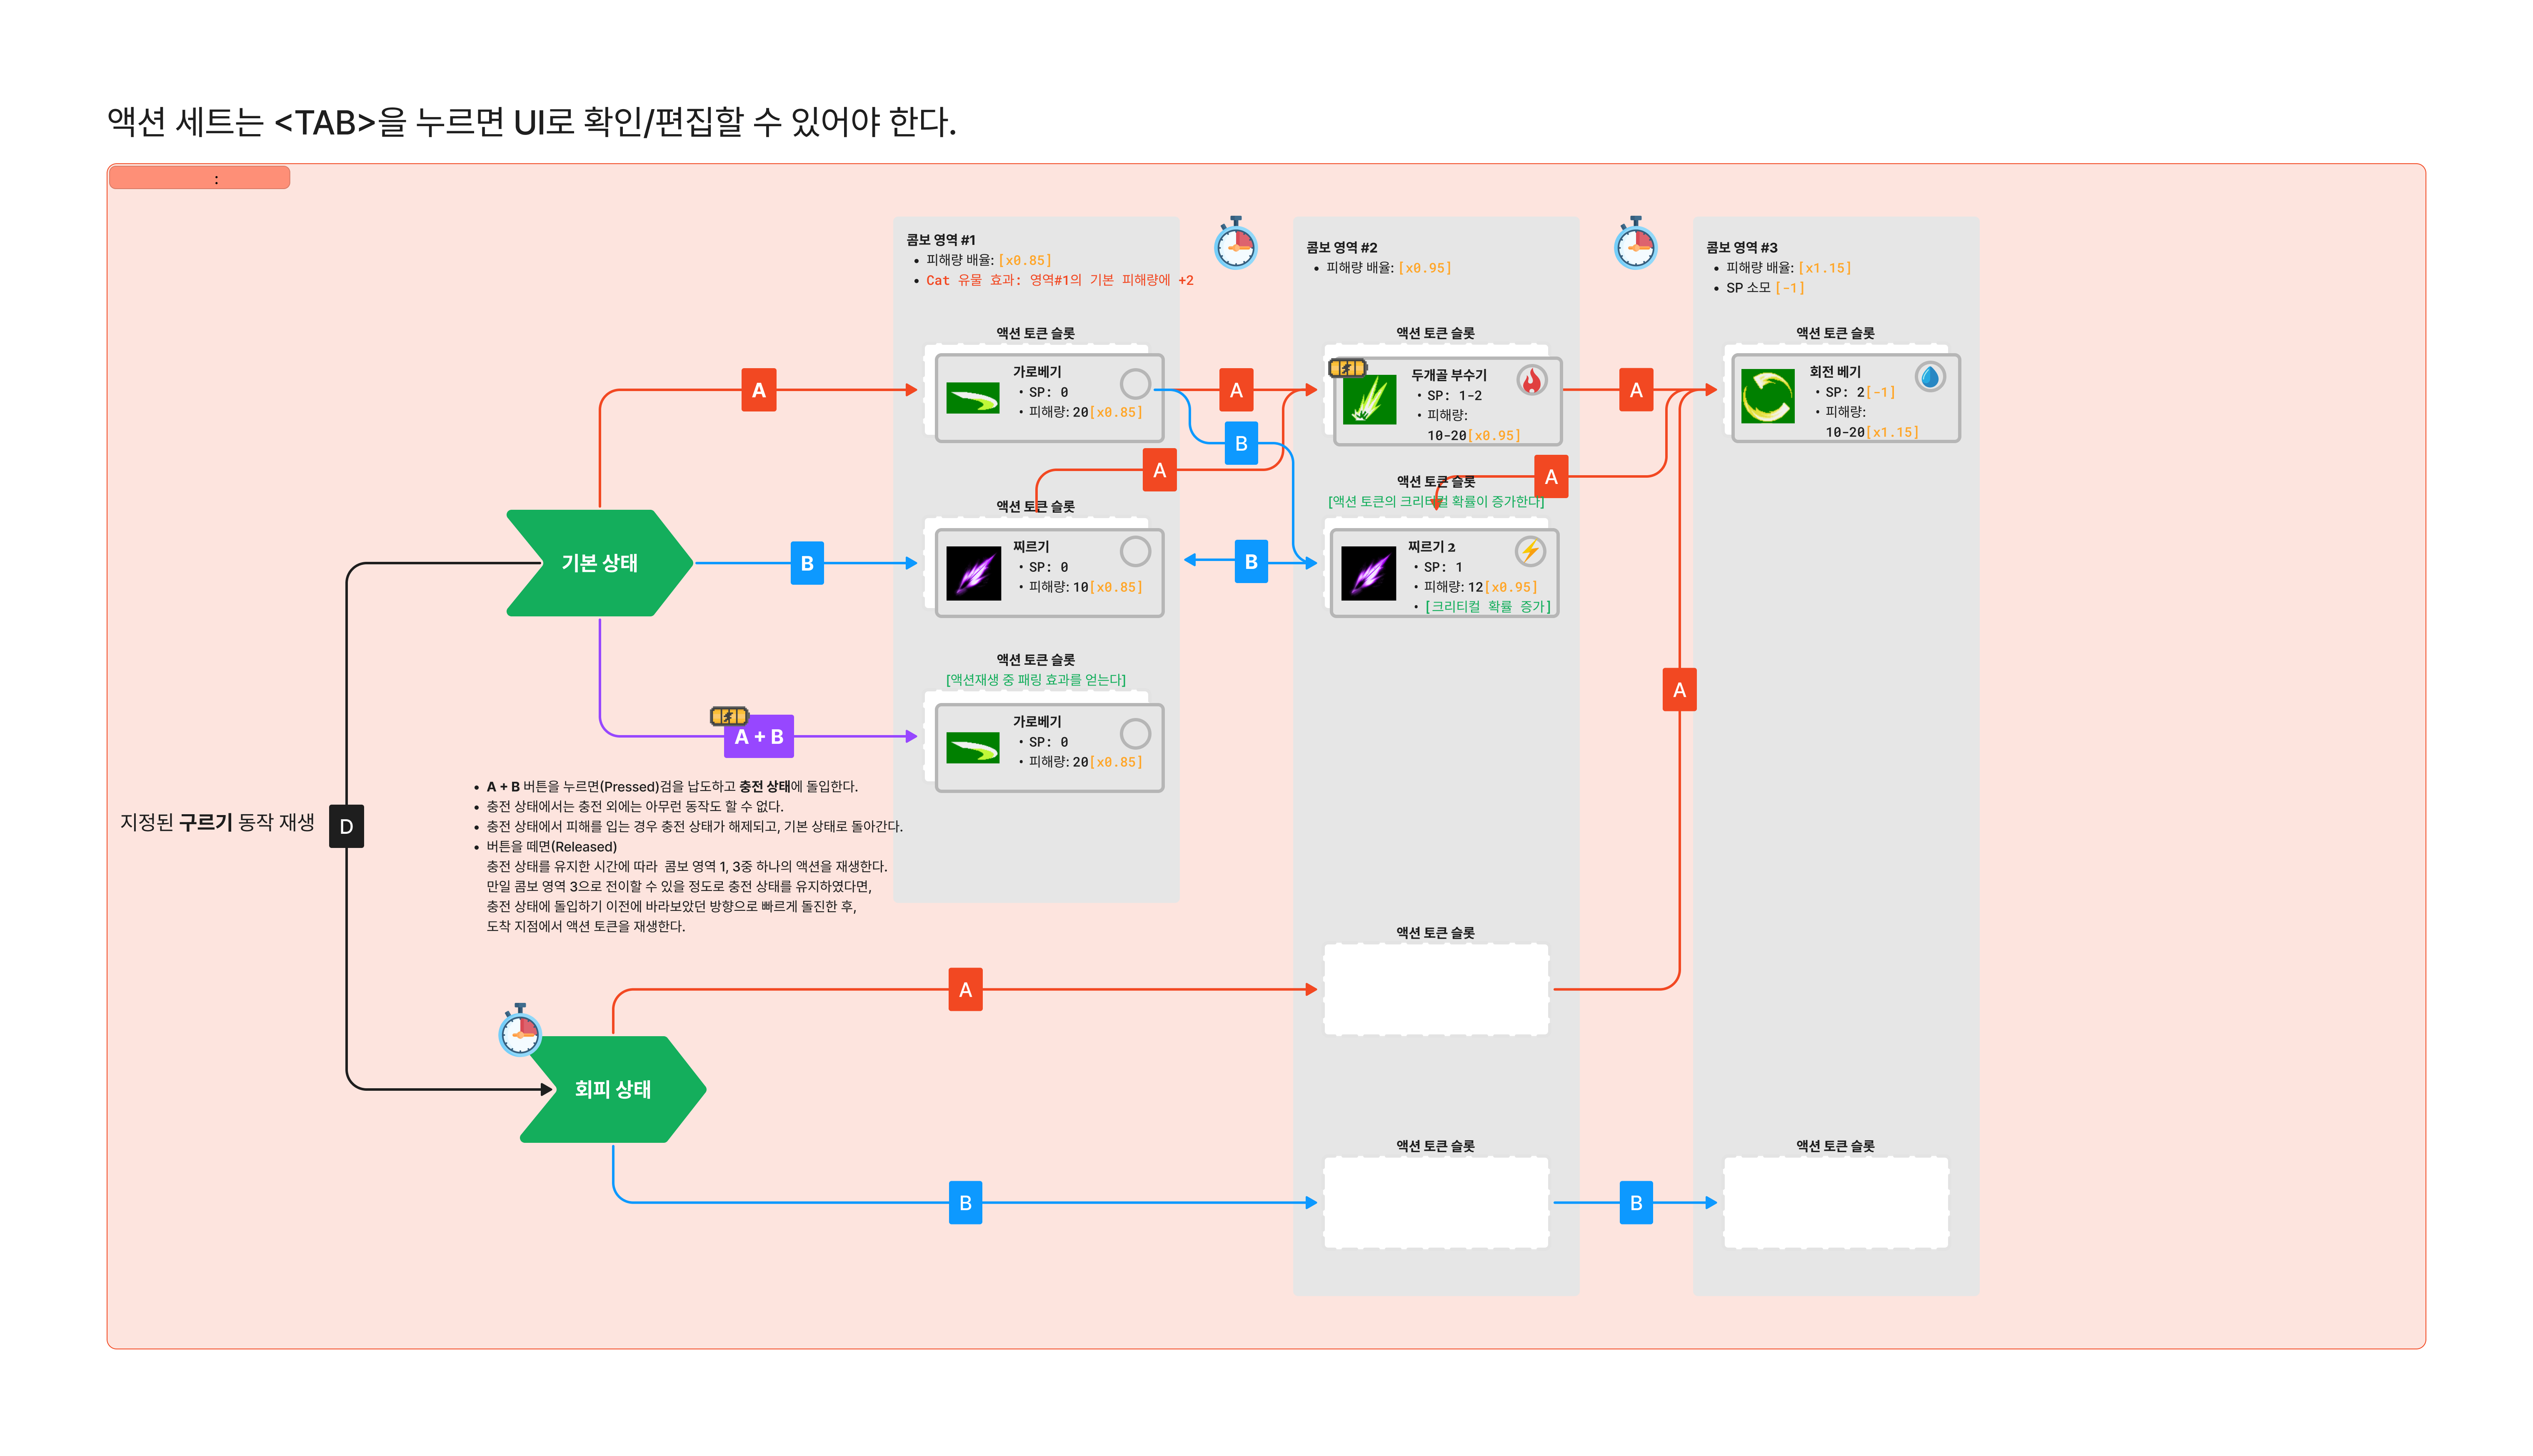 액션 세트는 <TAB>을 누르면 UI로 확인/편집할 수 있어야 한다.
:
콤보 영역 #1
• 피해량 배율: [x0.85]
• Cat 유물 효과: 영역#1의 기본 피해량에 +2
콤보 영역 #2
• 피해량 배율: [x0.95]
콤보 영역 #3
• 피해량 배율: [x1.15]
• SP 소모 [-1]
액션 토큰 슬롯
가로베기
• SP: 0
• 피해량: 20[x0.85]
액션 토큰 슬롯
두개골 부수기
• SP: 1-2
• 피해량:
10-20[x0.95]
액션 토큰 슬롯
회전 베기
• SP: 2[-1]
• 피해량:
10-20[x1.15]
A
A
A
B
A
A
액션 토큰 슬롯
찌르기
• SP: 0
• 피해량: 10[x0.85]
액션 토큰 슬롯
[액션 토큰의 크리티컬 확률이 증가한다]
찌르기 2
• SP: 1
• 피해량: 12[x0.95]
• [크리티컬 확률 증가]
기본 상태
B
B
액션 토큰 슬롯
[액션재생 중 패링 효과를 얻는다]
가로베기
• SP: 0
• 피해량: 20[x0.85]
A
A + B
• A + B 버튼을 누르면(Pressed)검을 납도하고 충전 상태에 돌입한다.
• 충전 상태에서는 충전 외에는 아무런 동작도 할 수 없다.
• 충전 상태에서 피해를 입는 경우 충전 상태가 해제되고, 기본 상태로 돌아간다.
• 버튼을 떼면(Released)
충전 상태를 유지한 시간에 따라 콤보 영역 1, 3중 하나의 액션을 재생한다.
만일 콤보 영역 3으로 전이할 수 있을 정도로 충전 상태를 유지하였다면,
충전 상태에 돌입하기 이전에 바라보았던 방향으로 빠르게 돌진한 후,
도착 지점에서 액션 토큰을 재생한다.
지정된 구르기 동작 재생
D
액션 토큰 슬롯
A
회피 상태
액션 토큰 슬롯
액션 토큰 슬롯
B
B